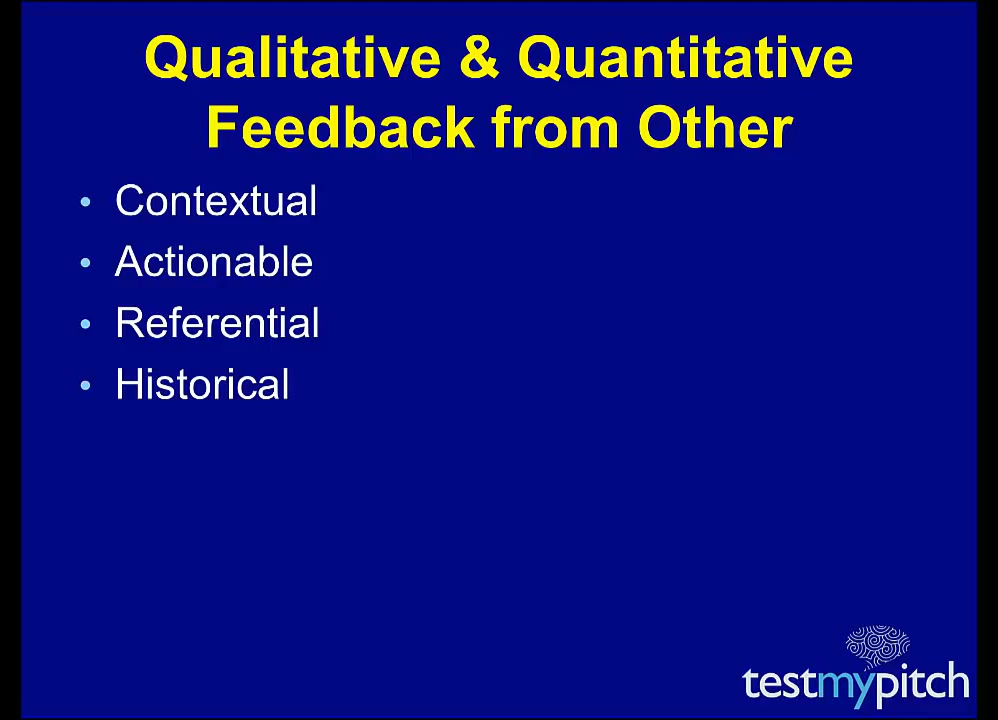 Qualitative & Quantitative
Feedback from Other
• Contextual
• Actionable
• Referential
• Historical
testmypitch